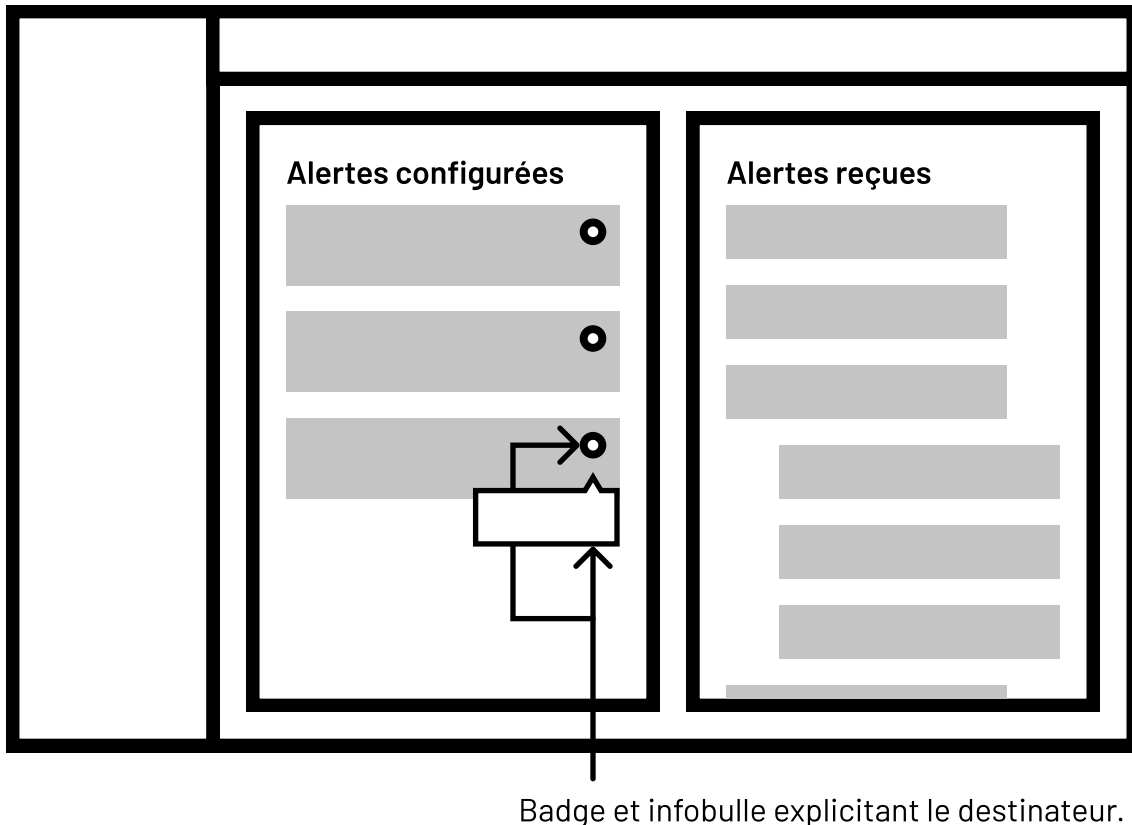 Alertes configurées
Alertes reçues
Badge et infobulle explicitant le destinateur.